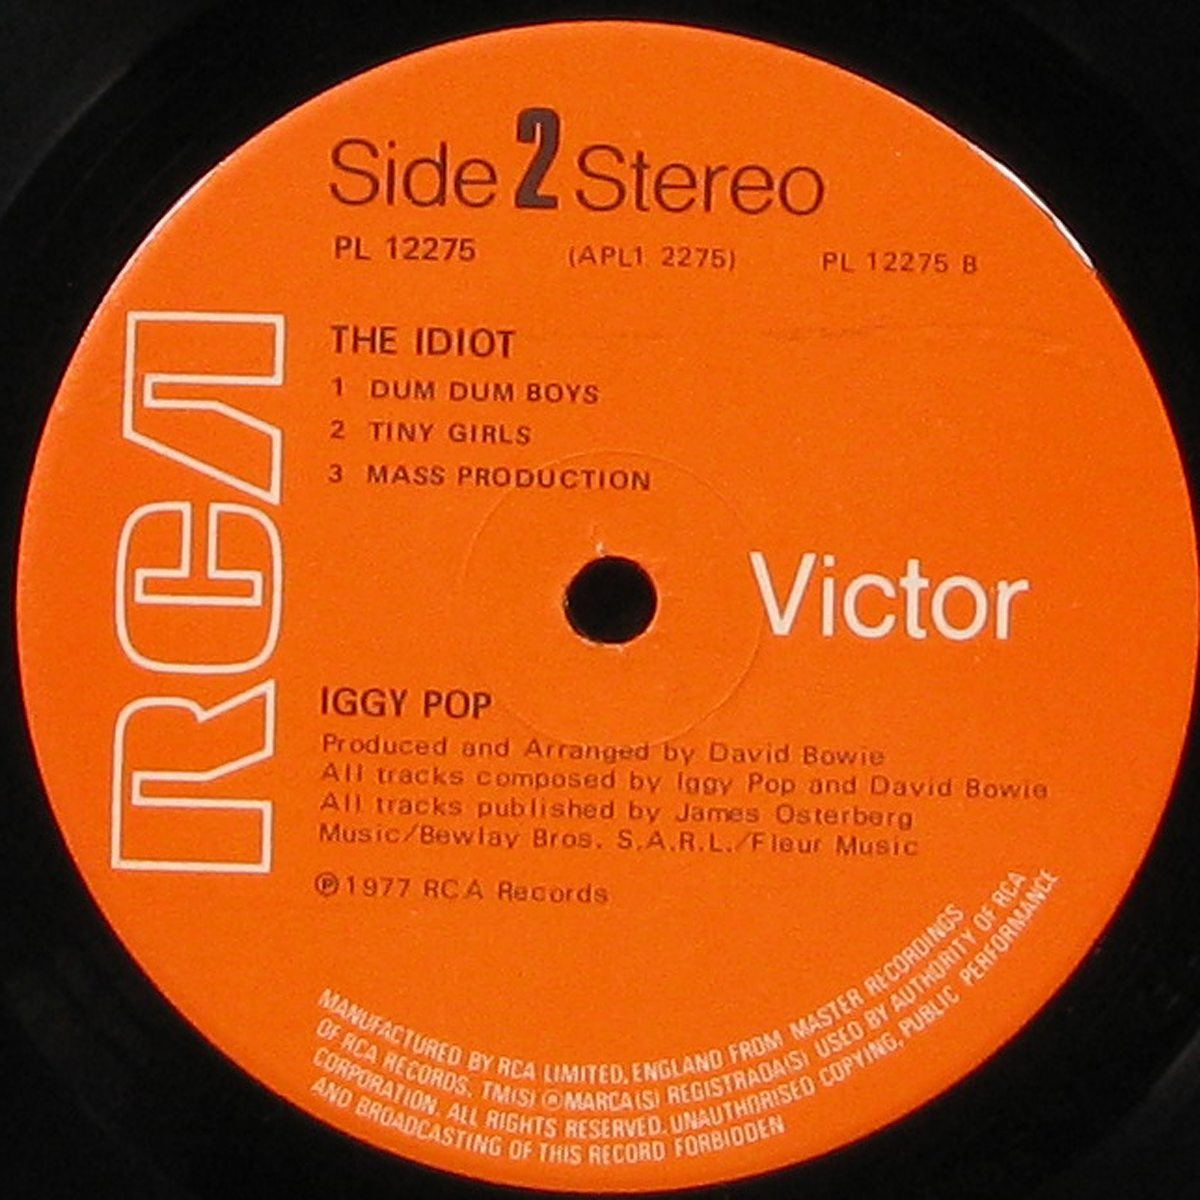 Side 2 Stereo
PL 12275 (APL1 2275) PL 12275 B
THE IDIOT
1 DUM DUM BOYS
2 TINY GIRLS
3 MASS PRODUCTION
RCA
Victor
IGGY POP
Produced and Arranged by David Bowie
All tracks composed by Iggy Pop and David Bowie
All tracks published by James Osterberg
Music/Bewlay Bros. S.A.R.L./Fleur Music
℗1977 RCA Records
MANUFACTURED BY RCA LIMITED, ENGLAND FROM MASTER RECORDINGS
OF RCA RECORDS. TM(S) ® MARCA(S) REGISTRADA(S) USED BY AUTHORITY OF RCA
CORPORATION. ALL RIGHTS RESERVED. UNAUTHORISED COPYING, PUBLIC PERFORMANCE
AND BROADCASTING OF THIS RECORD FORBIDDEN